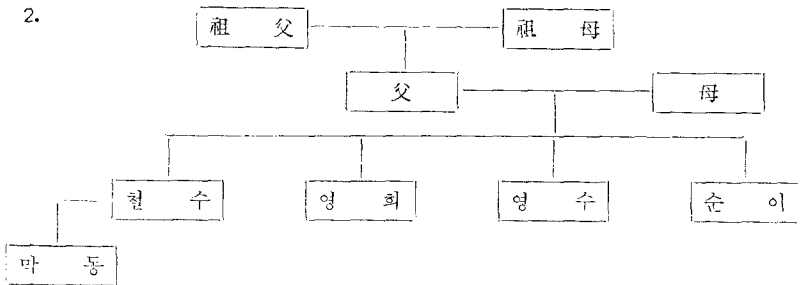 2.
祖 父 祖 母
父 母
철 수 영 희 영 수 순 이
막 동